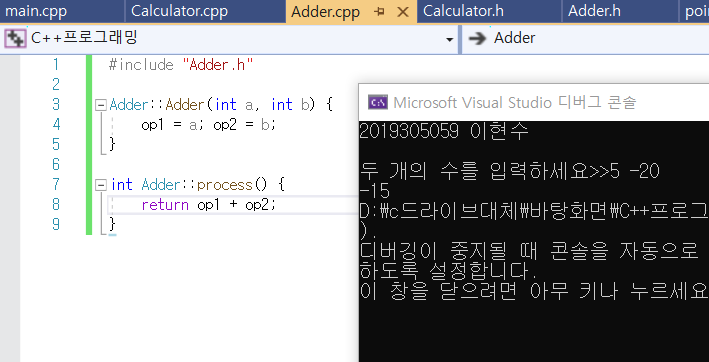 main.cpp Calculator.cpp Adder.cpp Calculator.h Adder.h
C++프로그래밍 Adder
1 #include "Adder.h"
2
3 Adder::Adder(int a, int b) {
4 op1 = a; op2 = b;
5 }
6
7 int Adder::process() {
8 return op1 + op2;
9 }
Microsoft Visual Studio 디버그 콘솔
2019305059 이현수
두 개의 수를 입력하세요>>5 -20
-15
D:\c드라이브대체\바탕화면\C++프로그
).
디버깅이 중지될 때 콘솔을 자동으로
하도록 설정합니다.
이 창을 닫으려면 아무 키나 누르세요